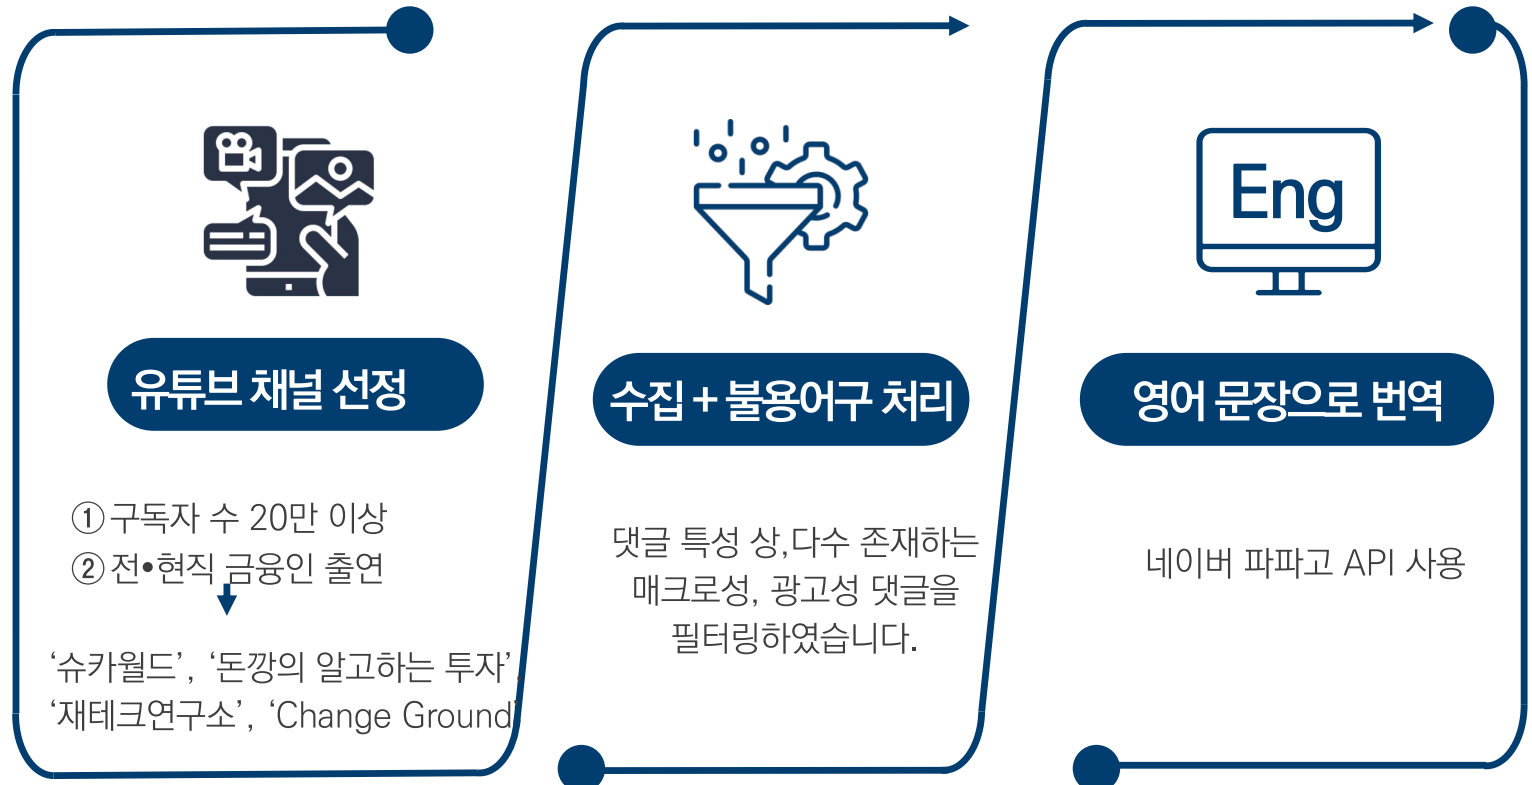 유튜브 채널 선정
① 구독자 수 20만 이상
② 전•현직 금융인 출연
‘슈카월드’, ‘돈깡의 알고하는 투자’,
‘재테크연구소’, ‘Change Ground’
수집 + 불용어구 처리
댓글 특성 상,다수 존재하는
매크로성, 광고성 댓글을
필터링하였습니다.
Eng
영어 문장으로 번역
네이버 파파고 API 사용